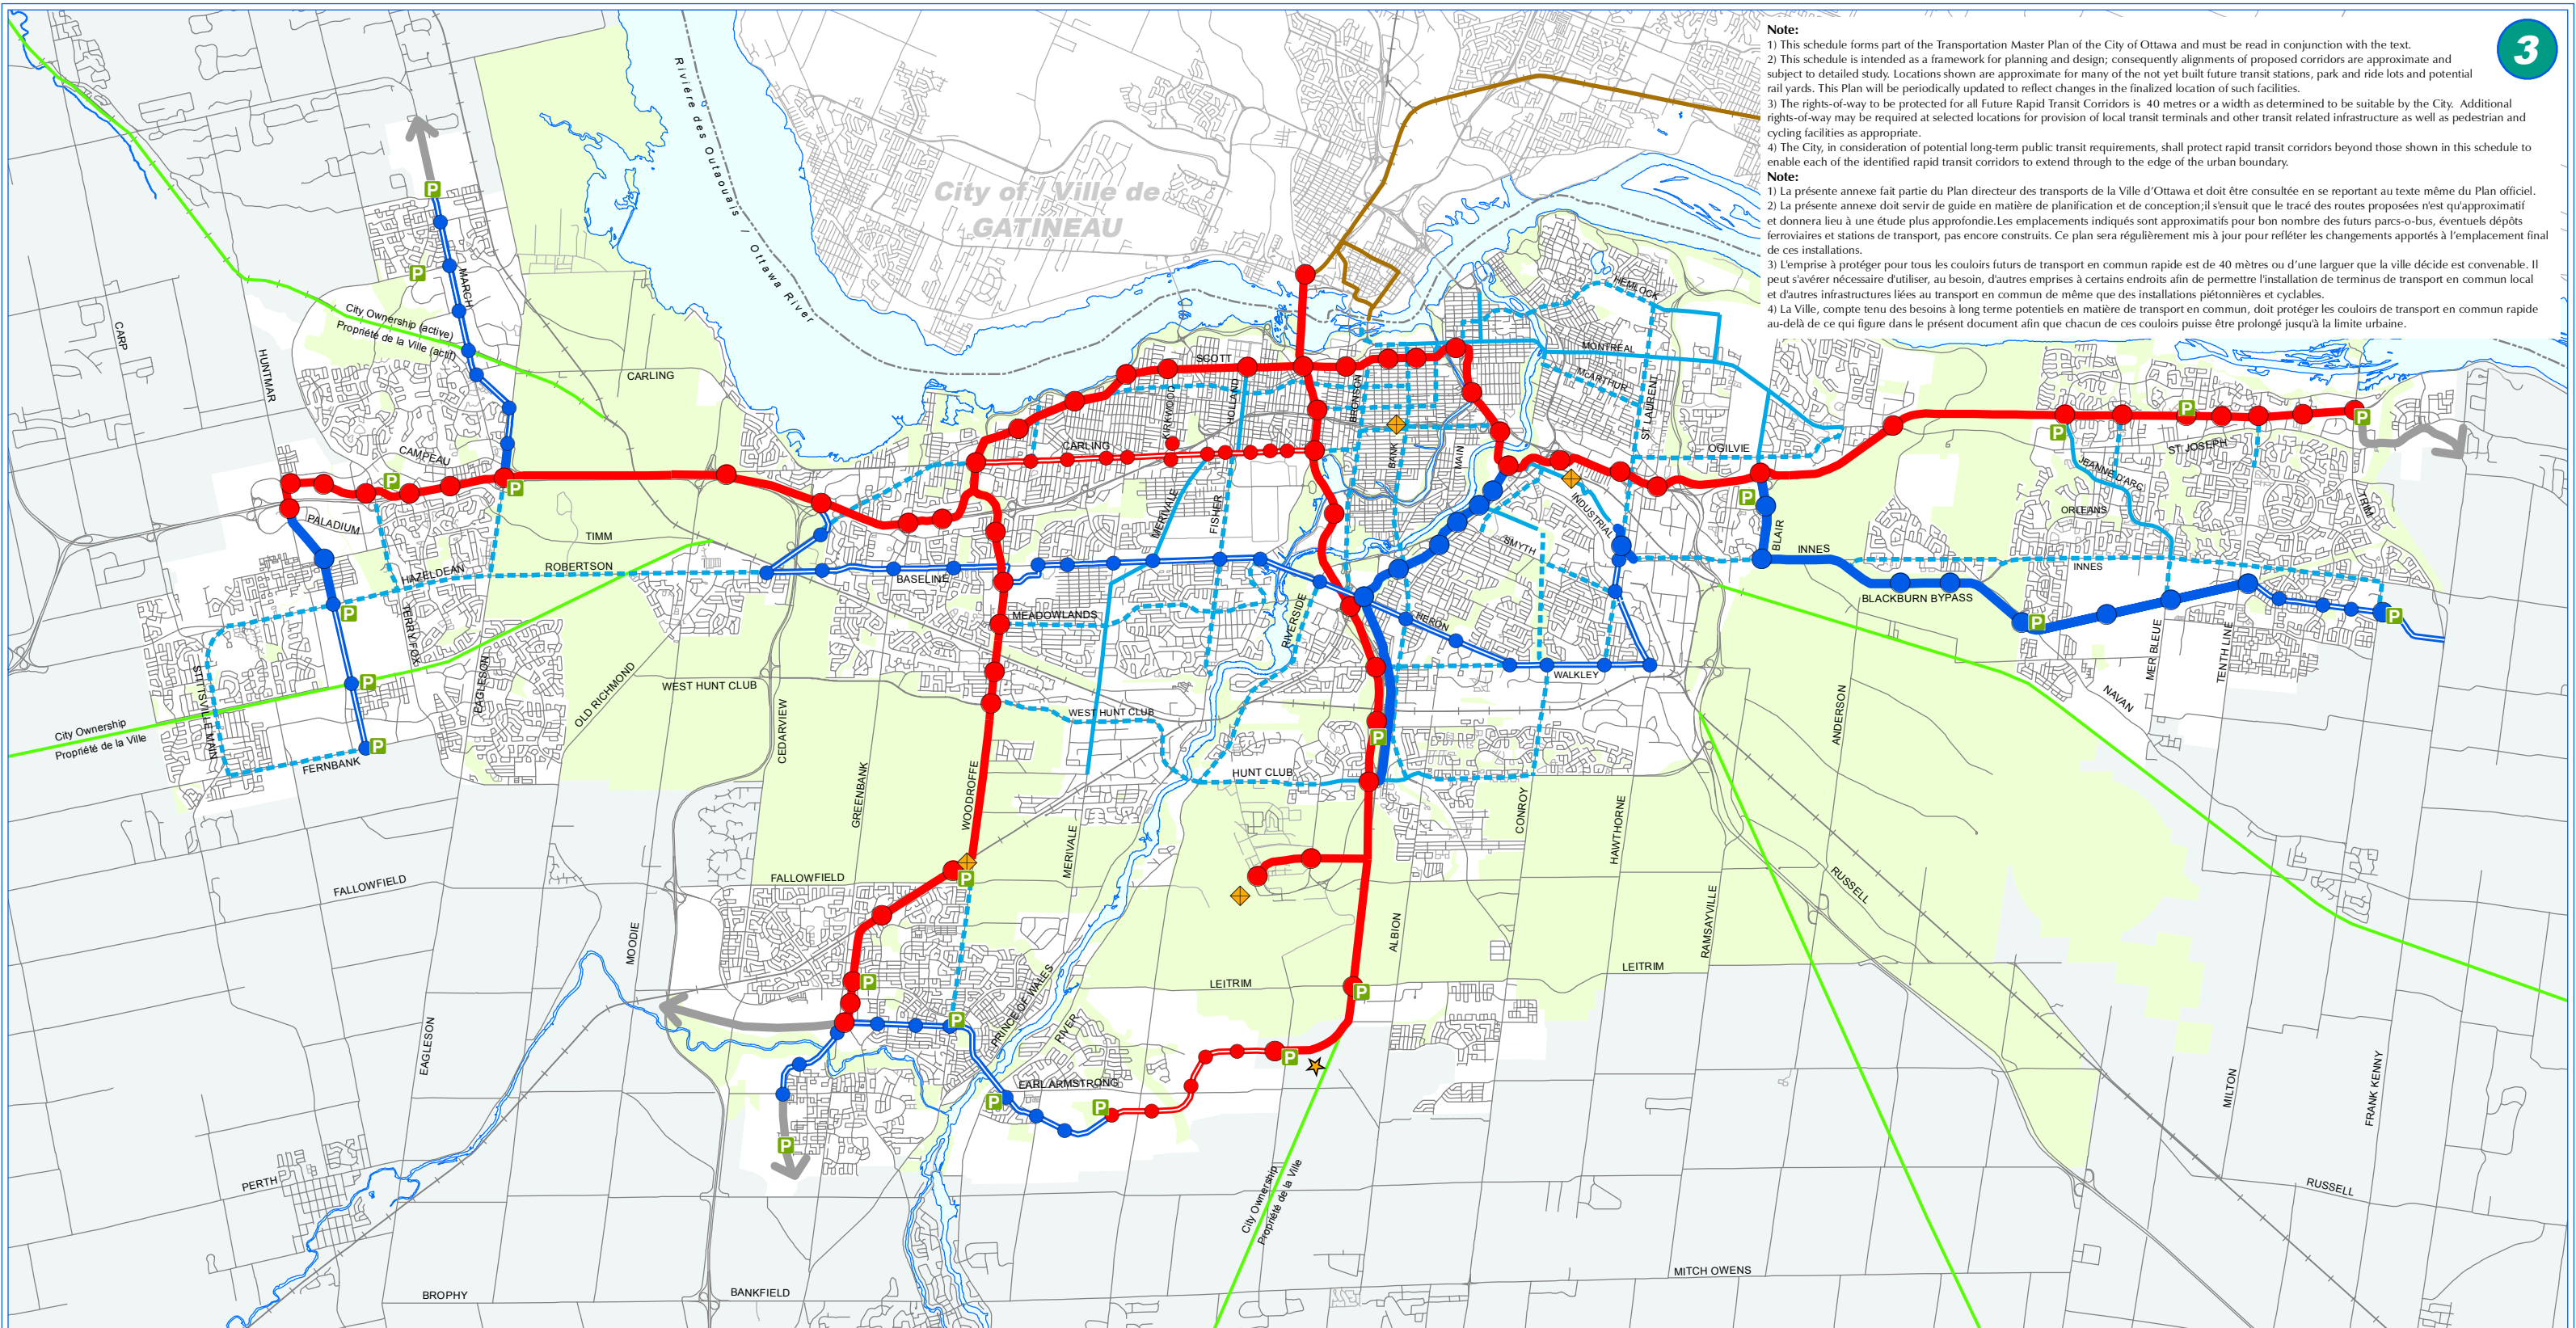 Note:
1) This schedule forms part of the Transportation Master Plan of the City of Ottawa and must be read in conjunction with the text.
2) This schedule is intended as a framework for planning and design; consequently alignments of proposed corridors are approximate and
subject to detailed study. Locations shown are approximate for many of the not yet built future transit stations, park and ride lots and potential
rail yards. This Plan will be periodically updated to reflect changes in the finalized location of such facilities.
3) The rights-of-way to be protected for all Future Rapid Transit Corridors is 40 metres or a width as determined to be suitable by the City. Additional
rights-of-way may be required at selected locations for provision of local transit terminals and other transit related infrastructure as well as pedestrian and
cycling facilities as appropriate.
4) The City, in consideration of potential long-term public transit requirements, shall protect rapid transit corridors beyond those shown in this schedule to
enable each of the identified rapid transit corridors to extend through to the edge of the urban boundary.
Note:
1) La présente annexe fait partie du Plan directeur des transports de la Ville d'Ottawa et doit être consultée en se reportant au texte même du Plan officiel.
2) La présente annexe doit servir de guide en matière de planification et de conception;il s'ensuit que le tracé des routes proposées n'est qu'approximatif
et donnera lieu à une étude plus approfondie.Les emplacements indiqués sont approximatifs pour bon nombre des futurs parcs-o-bus, éventuels dépôts
ferroviaires et stations de transport, pas encore construits. Ce plan sera régulièrement mis à jour pour refléter les changements apportés à l'emplacement final
de ces installations.
3) L'emprise à protéger pour tous les couloirs futurs de transport en commun rapide est de 40 mètres ou d'une larguer que la ville décide est convenable. Il
peut s'avérer nécessaire d'utiliser, au besoin, d'autres emprises à certains endroits afin de permettre l'installation de terminus de transport en commun local
et d'autres infrastructures liées au transport en commun de même que des installations piétonnières et cyclables.
4) La Ville, compte tenu des besoins à long terme potentiels en matière de transport en commun, doit protéger les couloirs de transport en commun rapide
au-delà de ce qui figure dans le présent document afin que chacun de ces couloirs puisse être prolongé jusqu'à la limite urbaine.
3
Rivière des Outaouais / Ottawa River
City of / Ville de
GATINEAU
P
P
MARCH
HEMLOCK
City Ownership (active)
Propriété de la Ville (actif)
CARP
HUNTMAR
CARLING
SCOTT
MONTREAL
MCARTHUR
KIRKWOOD
HOLLAND
BRONSON
ST LAURENT
P
P
P
CARLING
BANK
MAIN
OGILVIE
ST JOSEPH
JEANNE D'ARC
CAMPEAU
P
P
P
PALADIUM
MERIVALE
FISHER
INDUSTRIAL
BLAIR
ORLEANS
TRIM
TIMM
SMYTH
INNES
INNES
ROBERTSON
HAZELDEAN
BASELINE
BLACKBURN BYPASS
P
TERRY FOX
MEADOWLANDS
RIVERSIDE
HERON
P
P
STITTSVILLE MAIN
EAGLESON
OLD RICHMOND
WEST HUNT CLUB
WALKLEY
MER BLEUE
TENTH LINE
P
City Ownership
Propriété de la Ville
WEST HUNT CLUB
CEDARVIEW
ANDERSON
NAVAN
P
P
FERNBANK
HUNT CLUB
GREENBANK
WOODROFFE
MERIVALE
CONROY
HAWTHORNE
FALLOWFIELD
FALLOWFIELD
P
RUSSELL
MOODIE
ALBION
RAMSAYVILLE
PRINCE OF WALES
LEITRIM
LEITRIM
P
P
P
RIVER
EAGLESON
P
EARL ARMSTRONG
P
P
MILTON
FRANK KENNY
P
City Ownership
Propriété de la Ville
PERTH
RUSSELL
MITCH OWENS
BROPHY
BANKFIELD